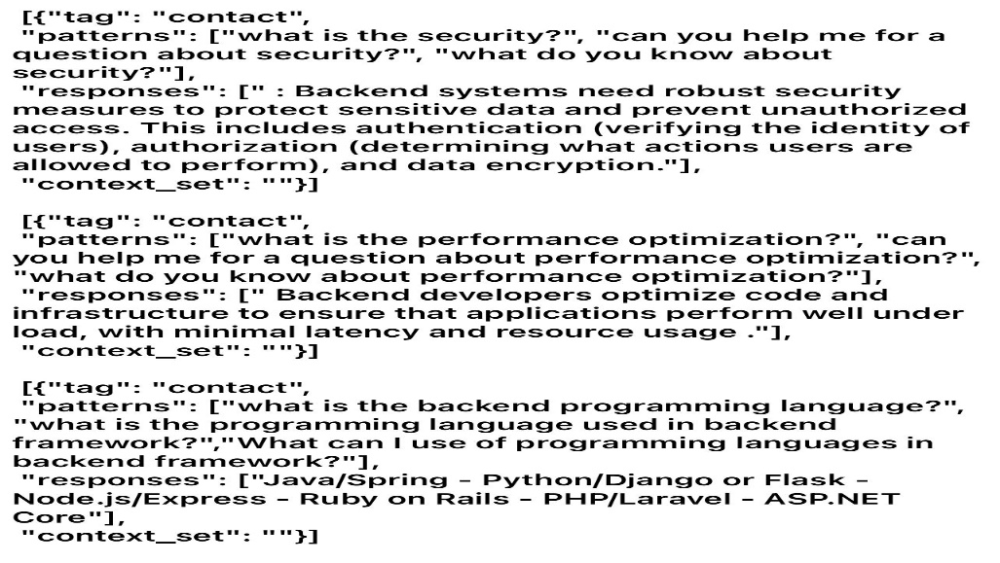 [{"tag": "contact",
"patterns": ["what is the security?", "can you help me for a
question about security?", "what do you know about
security?"],
"responses": [" : Backend systems need robust security
measures to protect sensitive data and prevent unauthorized
access. This includes authentication (verifying the identity of
users), authorization (determining what actions users are
allowed to perform), and data encryption."],
"context_set": ""}]

[{"tag": "contact",
"patterns": ["what is the performance optimization?", "can
you help me for a question about performance optimization?",
"what do you know about performance optimization?"],
"responses": [" Backend developers optimize code and
infrastructure to ensure that applications perform well under
load, with minimal latency and resource usage ."],
"context_set": ""}]

[{"tag": "contact",
"patterns": ["what is the backend programming language?",
"what is the programming language used in backend
framework?","What can I use of programming languages in
backend framework?"],
"responses": ["Java/Spring – Python/Django or Flask –
Node.js/Express – Ruby on Rails – PHP/Laravel – ASP.NET
Core"],
"context_set": ""}]